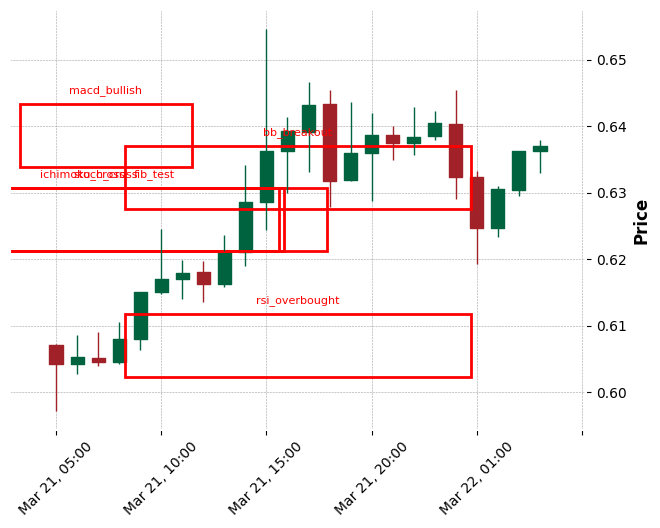 macd_bullish
bb_breakout
fib_test
rsi_overbought
0.65
0.64
0.63
0.62
0.61
0.60
Price
Mar 21, 05:00
Mar 21, 10:00
Mar 21, 15:00
Mar 21, 20:00
Mar 22, 01:00